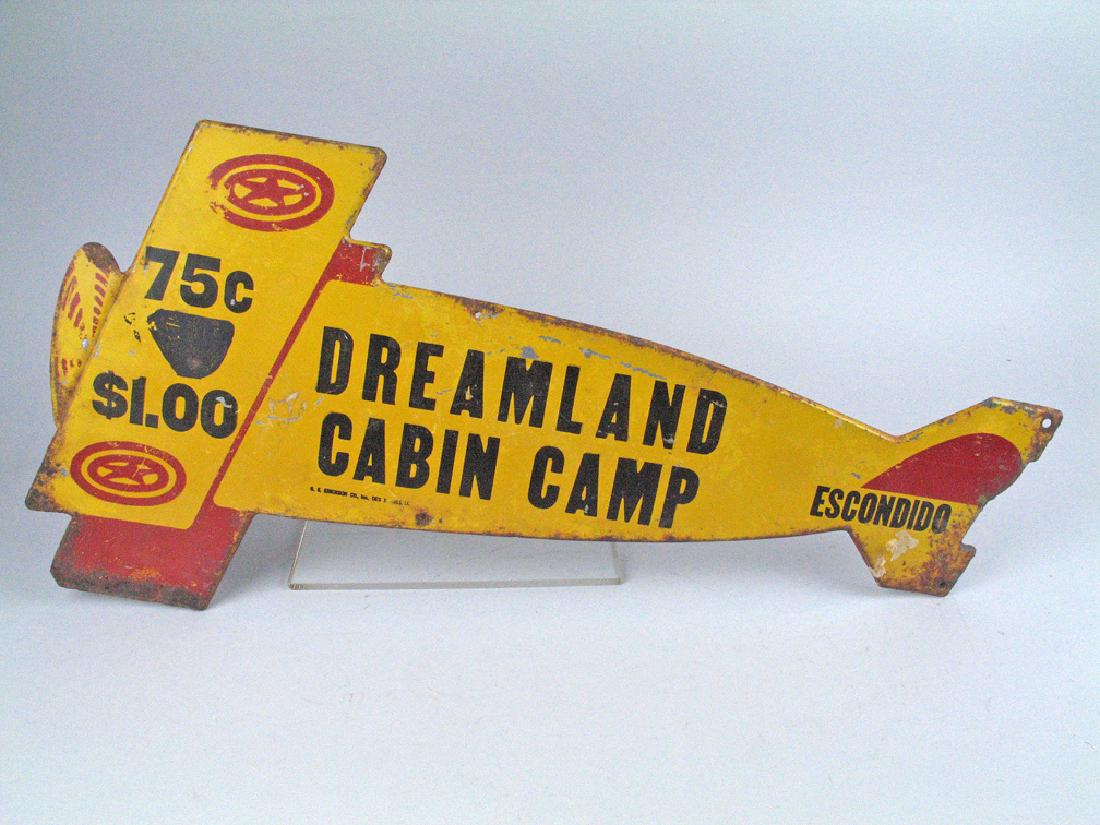 75c
$1.00
DREAMLAND
CABIN CAMP
ESCONDIDO